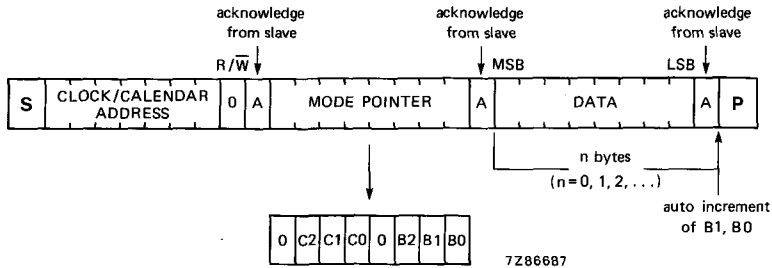 acknowledge from slave
acknowledge from slave
acknowledge from slave
R/W̅
MSB
LSB
S
CLOCK/CALENDAR ADDRESS
0
A
MODE POINTER
A
DATA
A
P
n bytes
(n=0, 1, 2, ...)
auto increment
of B1, B0
0 C2 C1 C0 0 B2 B1 B0
7Z86687